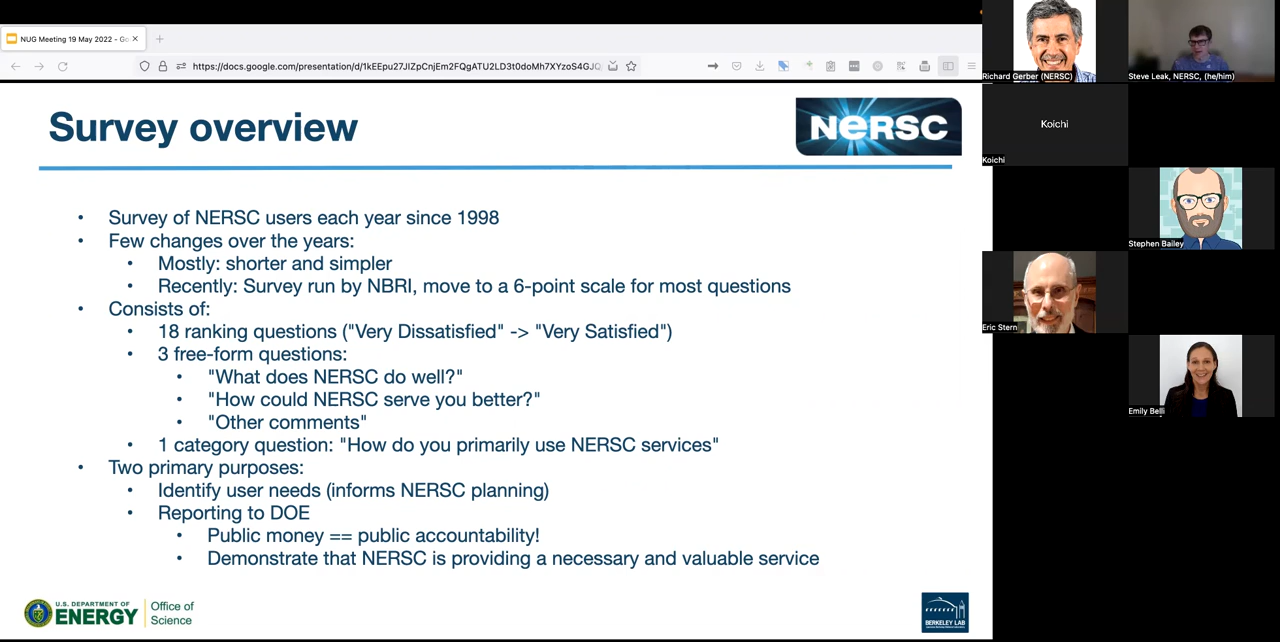 NUG Meeting 19 May 2022 - Go
https://docs.google.com/presentation/d/1kEEpu27JIZpCnjEm2FQgATU2LD3t0doMh7XYzoS4GJQ
Survey overview
NERSC
• Survey of NERSC users each year since 1998
• Few changes over the years:
• Mostly: shorter and simpler
• Recently: Survey run by NBRI, move to a 6-point scale for most questions
• Consists of:
• 18 ranking questions ("Very Dissatisfied" -> "Very Satisfied")
• 3 free-form questions:
• "What does NERSC do well?"
• "How could NERSC serve you better?"
• "Other comments"
• 1 category question: "How do you primarily use NERSC services"
• Two primary purposes:
• Identify user needs (informs NERSC planning)
• Reporting to DOE
• Public money == public accountability!
• Demonstrate that NERSC is providing a necessary and valuable service
U.S. DEPARTMENT OF
ENERGY
Office of
Science
BERKELEY LAB
Richard Gerber (NERSC)
Steve Leak, NERSC, (he/him)
Koichi
Koichi
Stephen Bailey
Eric Stern
Emily Belli